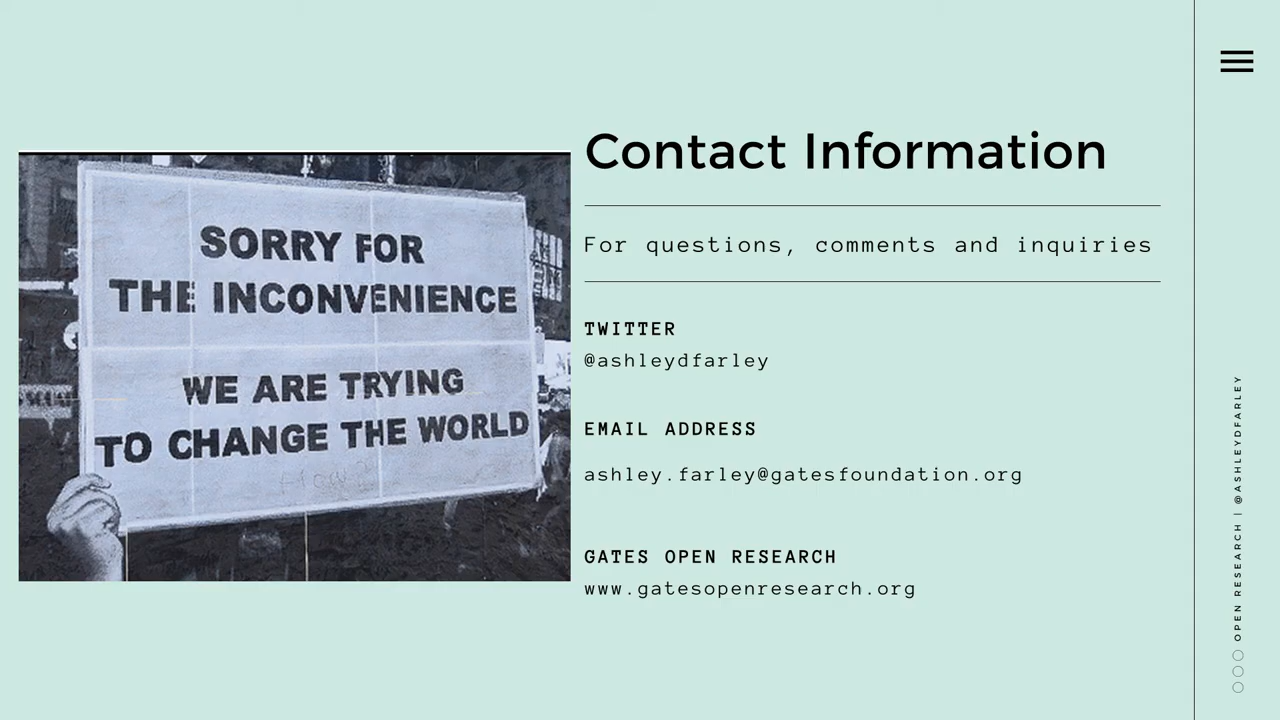 SORRY FOR
THE INCONVENIENCE
WE ARE TRYING
TO CHANGE THE WORLD
Contact Information
For questions, comments and inquiries
TWITTER
@ashleydfarley
EMAIL ADDRESS
ashley.farley@gatesfoundation.org
GATES OPEN RESEARCH
www.gatesopenresearch.org
OPEN RESEARCH | @ASHLEYDFARLEY